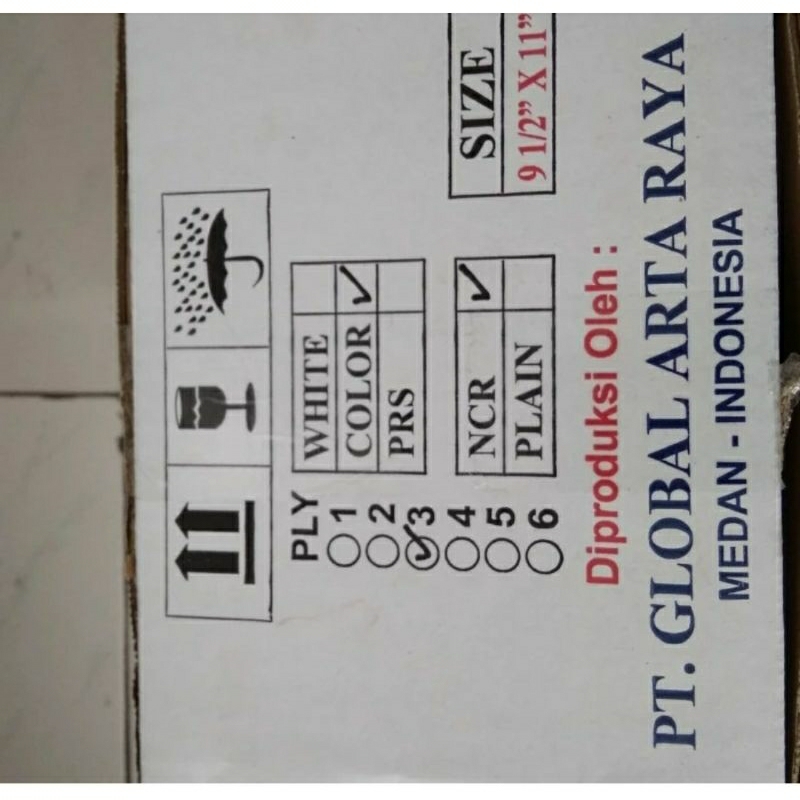 PLY
1
2
✓ 3
4
5
6
WHITE
COLOR ✓
PRS
NCR ✓
PLAIN
SIZE
9 1/2” X 11”
Diproduksi Oleh :
PT. GLOBAL ARTA RAYA
MEDAN - INDONESIA